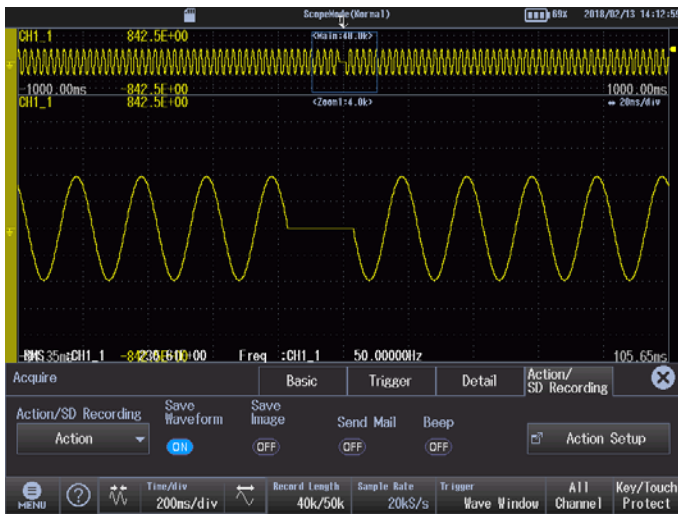 ScopeMode(Normal) 69% 2018/02/13 14:12:55
CH1_1 842.5E+00 <Main:40.0k>
-1000.00ms -842.5E+00 1000.00ms
CH1_1 842.5E+00 <Zoom1:4.0k> 20ms/div
RMS :CH1_1 Freq :CH1_1 50.00000Hz 105.65ms
Acquire Basic Trigger Detail Action/
SD Recording
Action/SD Recording Save
Waveform Save
Image Send Mail Beep
Action ON OFF OFF OFF Action Setup
MENU ? Time/div
200ms/div Record Length
40k/50k Sample Rate
20kS/s Trigger
Wave Window All
Channel Key/Touch
Protect